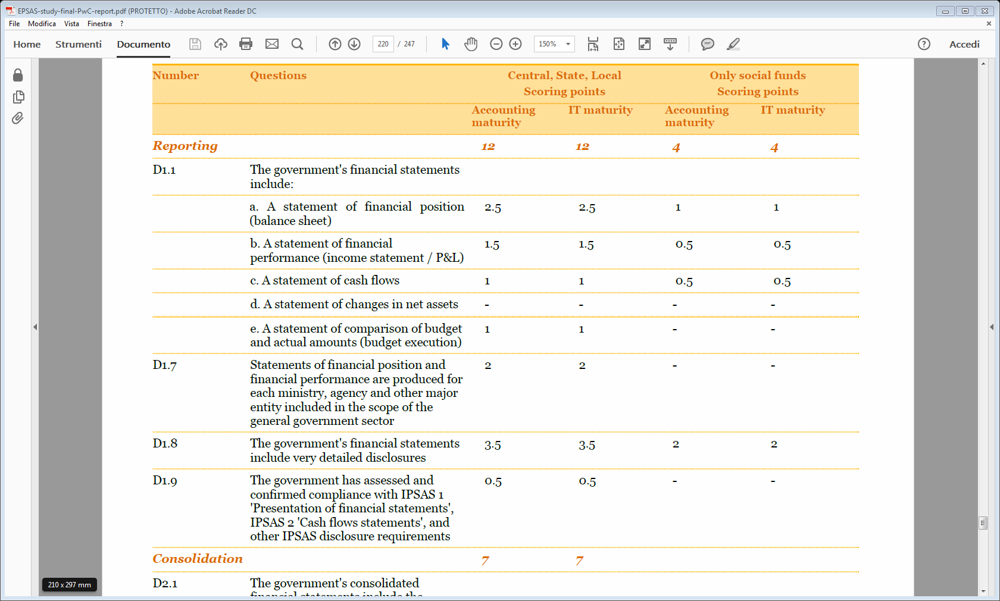 EPSAS-study-final-PwC-report.pdf (PROTETTO) - Adobe Acrobat Reader DC
File Modifica Vista Finestra ?
Home Strumenti Documento 220 / 247 150% Accedi
Number Questions Central, State, Local Only social funds
Scoring points Scoring points
Accounting IT maturity Accounting IT maturity
maturity maturity
Reporting 12 12 4 4
D1.1 The government's financial statements
include:
a. A statement of financial position 2.5 2.5 1 1
(balance sheet)
b. A statement of financial 1.5 1.5 0.5 0.5
performance (income statement / P&L)
c. A statement of cash flows 1 1 0.5 0.5
d. A statement of changes in net assets - - - -
e. A statement of comparison of budget 1 1 - -
and actual amounts (budget execution)
D1.7 Statements of financial position and 2 2 - -
financial performance are produced for
each ministry, agency and other major
entity included in the scope of the
general government sector
D1.8 The government's financial statements 3.5 3.5 2 2
include very detailed disclosures
D1.9 The government has assessed and 0.5 0.5 - -
confirmed compliance with IPSAS 1
'Presentation of financial statements',
IPSAS 2 'Cash flows statements', and
other IPSAS disclosure requirements
Consolidation 7 7
D2.1 The government's consolidated
financial statements include the
210 x 297 mm